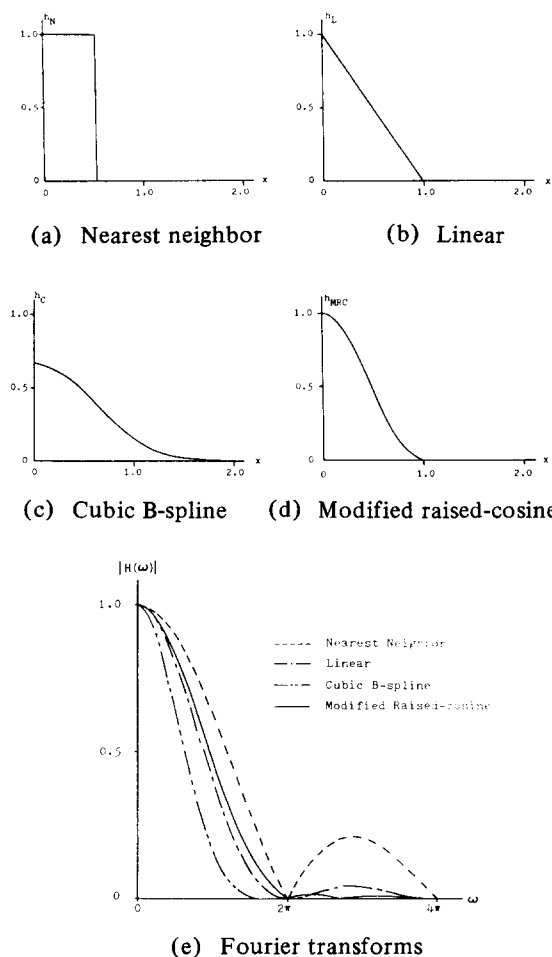 h_N h_L
1.0 1.0
0.5 0.5
0 0 1.0 2.0 x 0 0 1.0 2.0 x
(a) Nearest neighbor (b) Linear
h_C h_MRC
1.0 1.0
0.5 0.5
0 0 1.0 2.0 x 0 0 1.0 2.0 x
(c) Cubic B-spline (d) Modified raised-cosine
|H(ω)|
1.0
Nearest Neighbor
Linear
Cubic B-spline
Modified Raised-cosine
0.5
0
0 2π 4π ω
(e) Fourier transforms